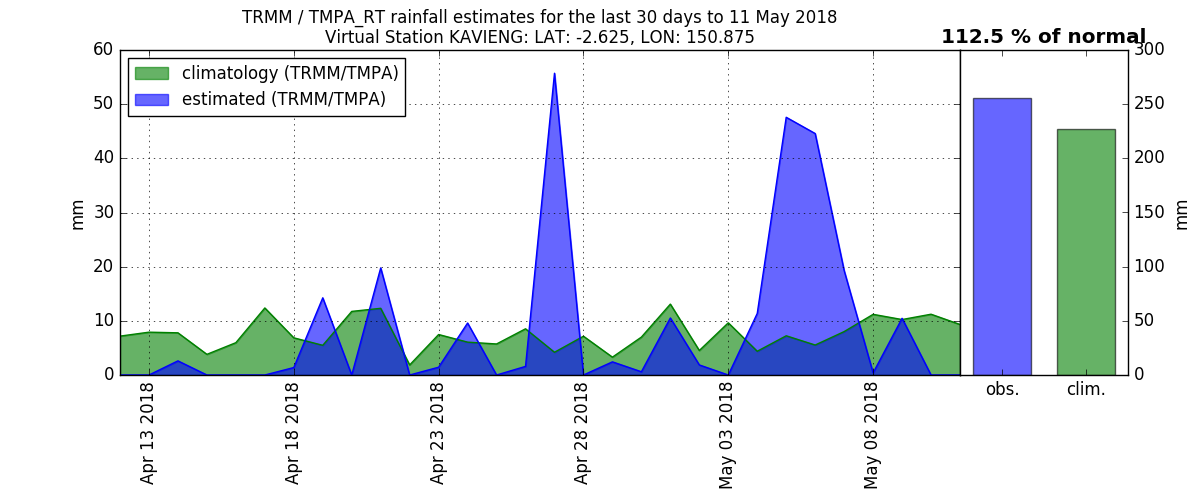 TRMM / TMPA_RT rainfall estimates for the last 30 days to 11 May 2018
Virtual Station KAVIENG: LAT: -2.625, LON: 150.875
112.5 % of normal
climatology (TRMM/TMPA)
estimated (TRMM/TMPA)
60
50
40
30
20
10
0
mm
300
250
200
150
100
50
0
mm
Apr 13 2018
Apr 18 2018
Apr 23 2018
Apr 28 2018
May 03 2018
May 08 2018
obs.
clim.